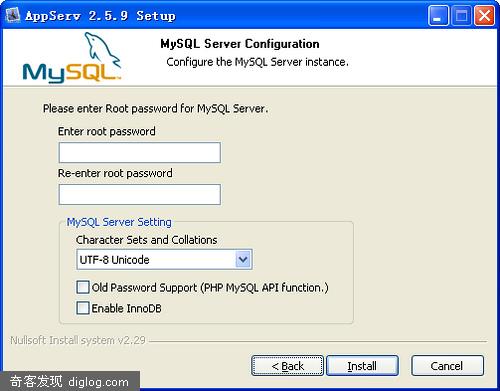 AppServ 2.5.9 Setup
MySQL Server Configuration
Configure the MySQL Server instance.
MySQL
Please enter Root password for MySQL Server.
Enter root password
Re-enter root password
MySQL Server Setting
Character Sets and Collations
UTF-8 Unicode
Old Password Support (PHP MySQL API function.)
Enable InnoDB
Nullsoft Install system v2.29
< Back
Install
Cancel
奇客发现 diglog.com